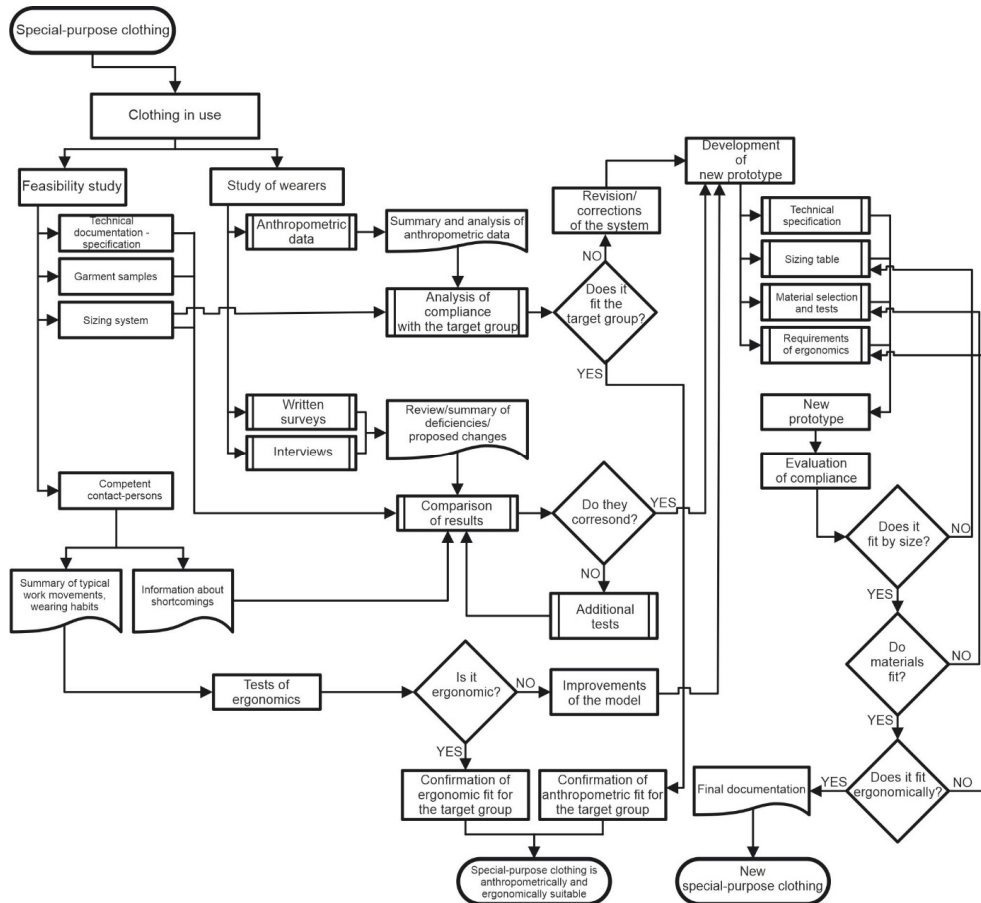 Special-purpose clothing
Clothing in use
Feasibility study
Study of wearers
Technical
documentation -
specification
Garment samples
Sizing system
Anthropometric
data
Summary and analysis of
anthropometric data
Analysis of
compliance
with the target group
Revision/
corrections
of the system
NO
Does it
fit the
target group?
YES
Development
of
new prototype
Technical
specification
Sizing table
Material selection
and tests
Requirements
of ergonomics
Written
surveys
Interviews
Review/summary of
deficiencies/
proposed changes
New
prototype
Evaluation
of compliance
Competent
contact-persons
Comparison
of results
Do they
corresond?
YES
NO
Additional
tests
Does it
fit by size?
NO
YES
Summary of typical
work movements,
wearing habits
Information about
shortcomings
Do
materials
fit?
NO
YES
Tests of
ergonomics
Is it
ergonomic?
NO
YES
Improvements
of the model
Confirmation of
ergonomic fit for
the target group
Confirmation of
anthropometric fit for
the target group
Final documentation
YES
Does it fit
ergonomically?
NO
Special-purpose clothing is
anthropometrically and
ergonomically suitable
New
special-purpose clothing